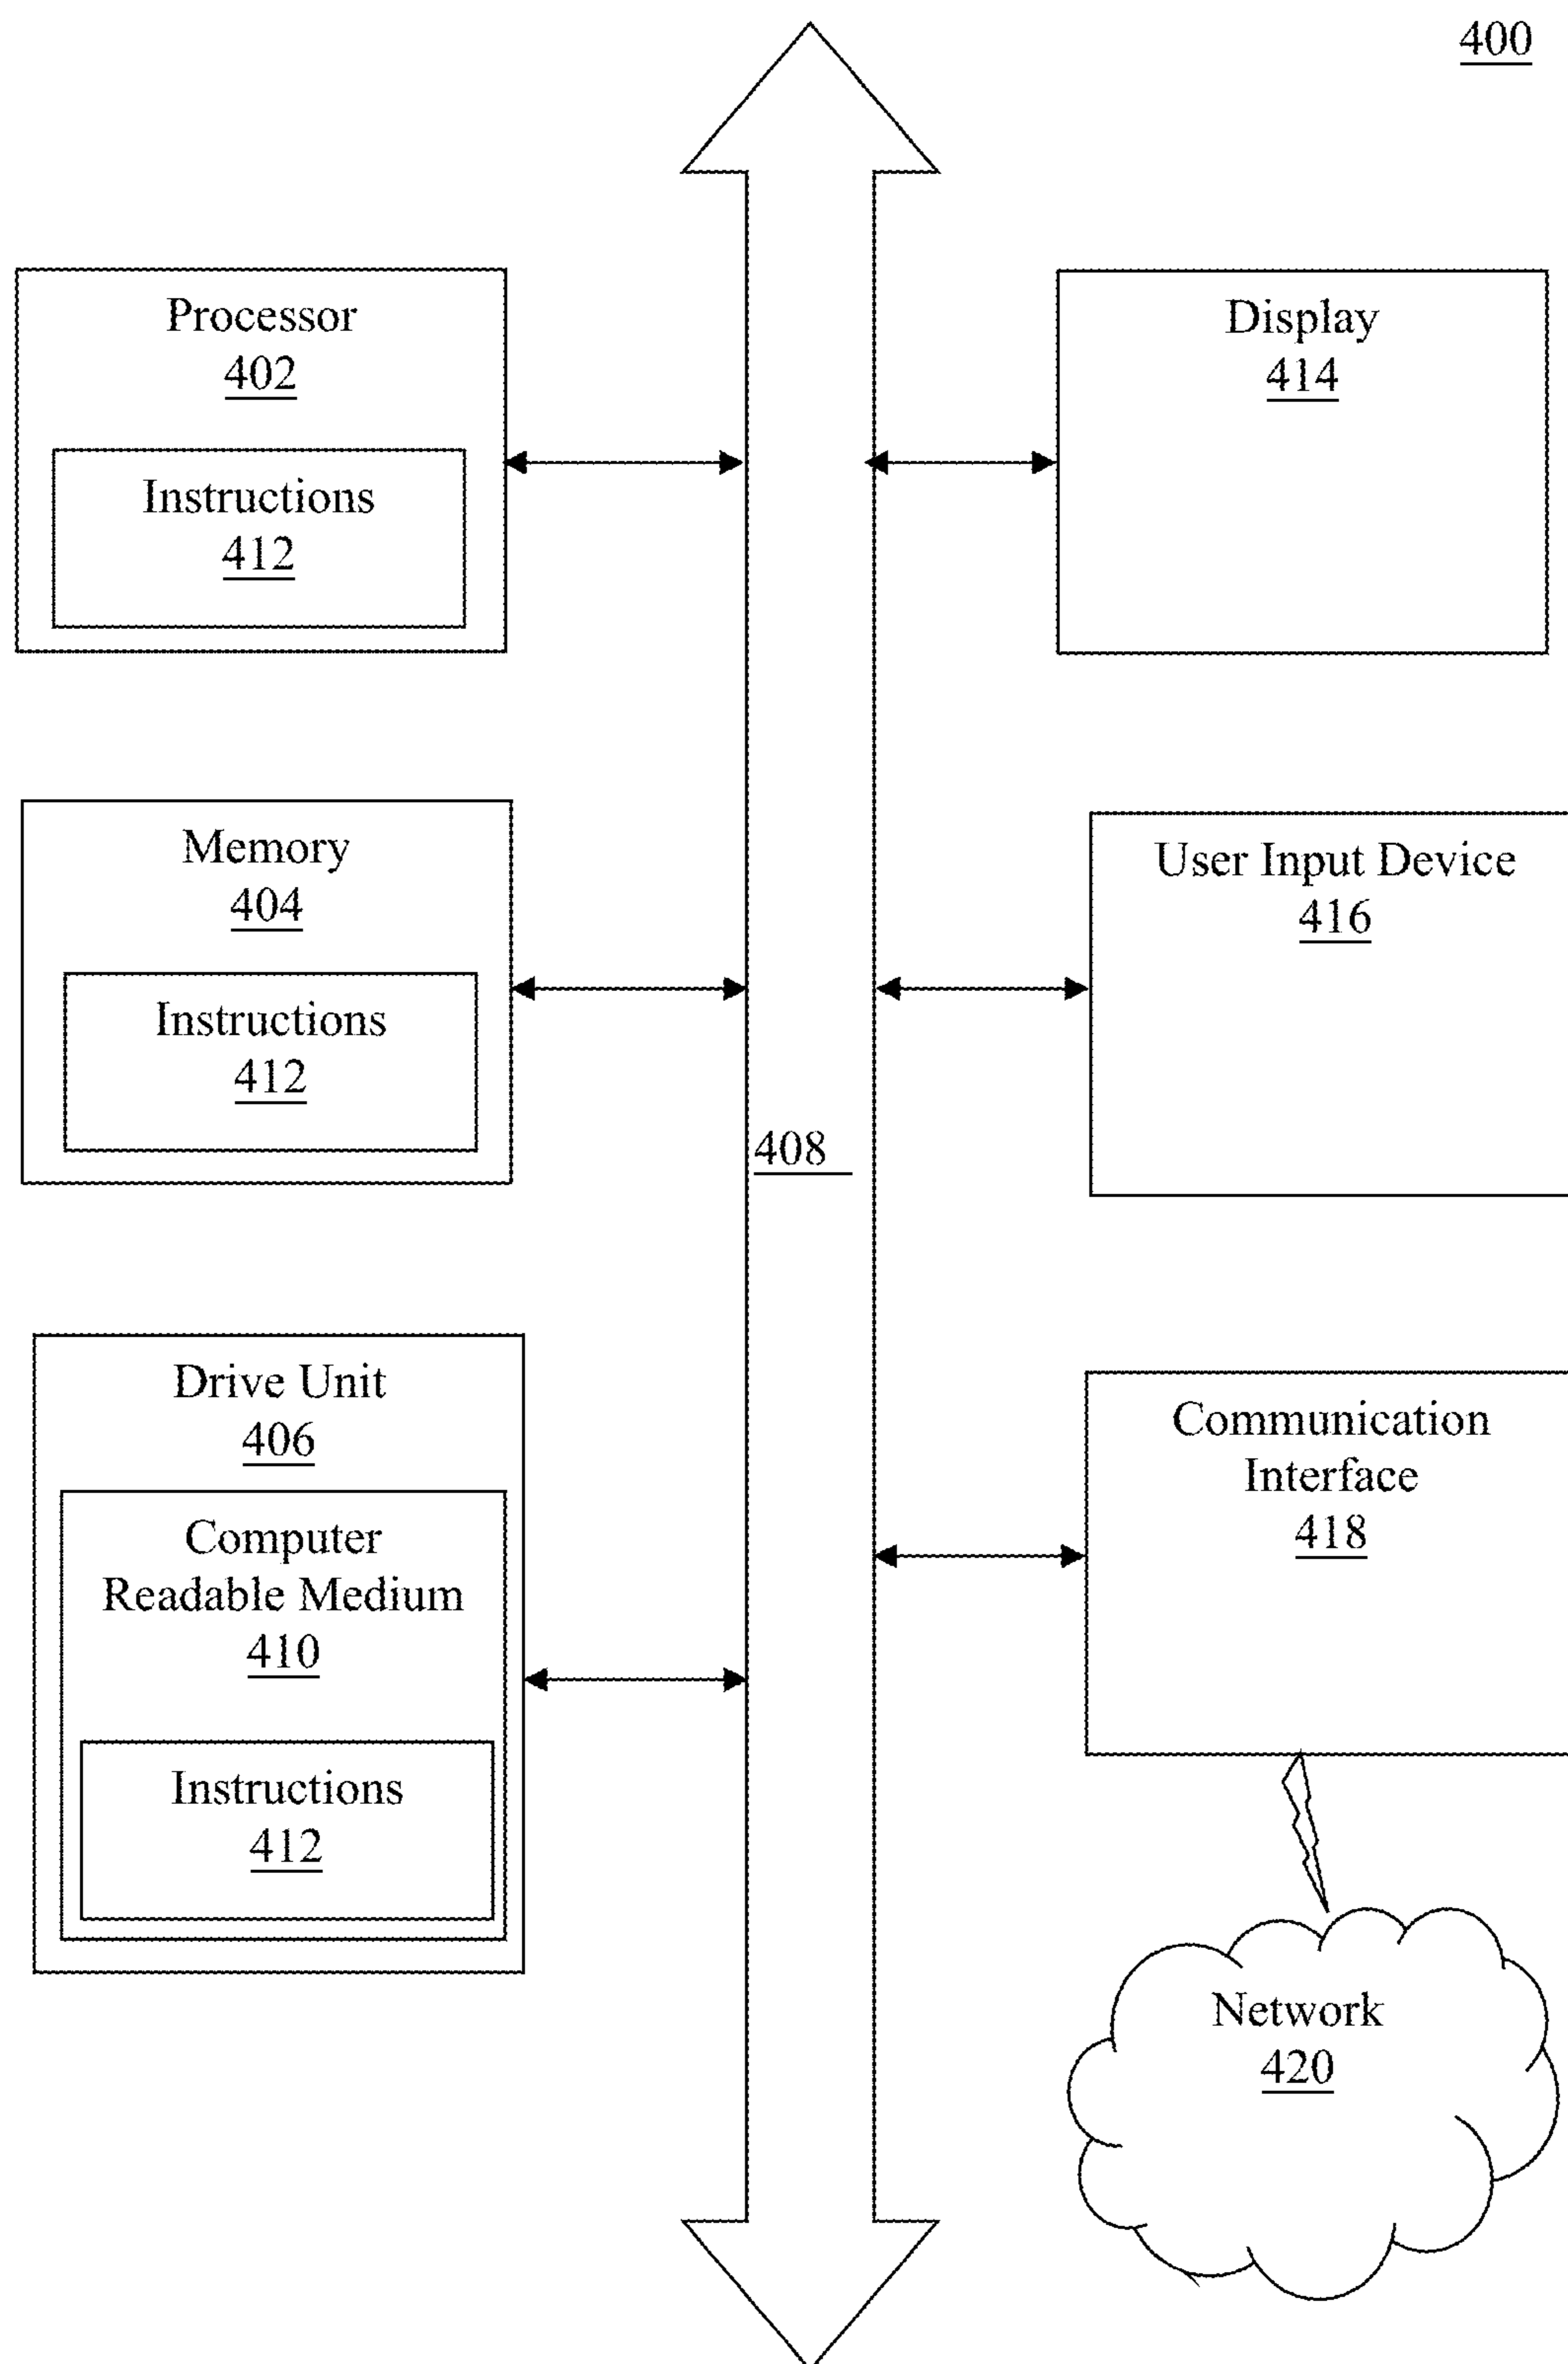 400
Processor
402
Instructions
412
Display
414
Memory
404
Instructions
412
User Input Device
416
408
Drive Unit
406
Computer
Readable Medium
410
Instructions
412
Communication
Interface
418
Network
420